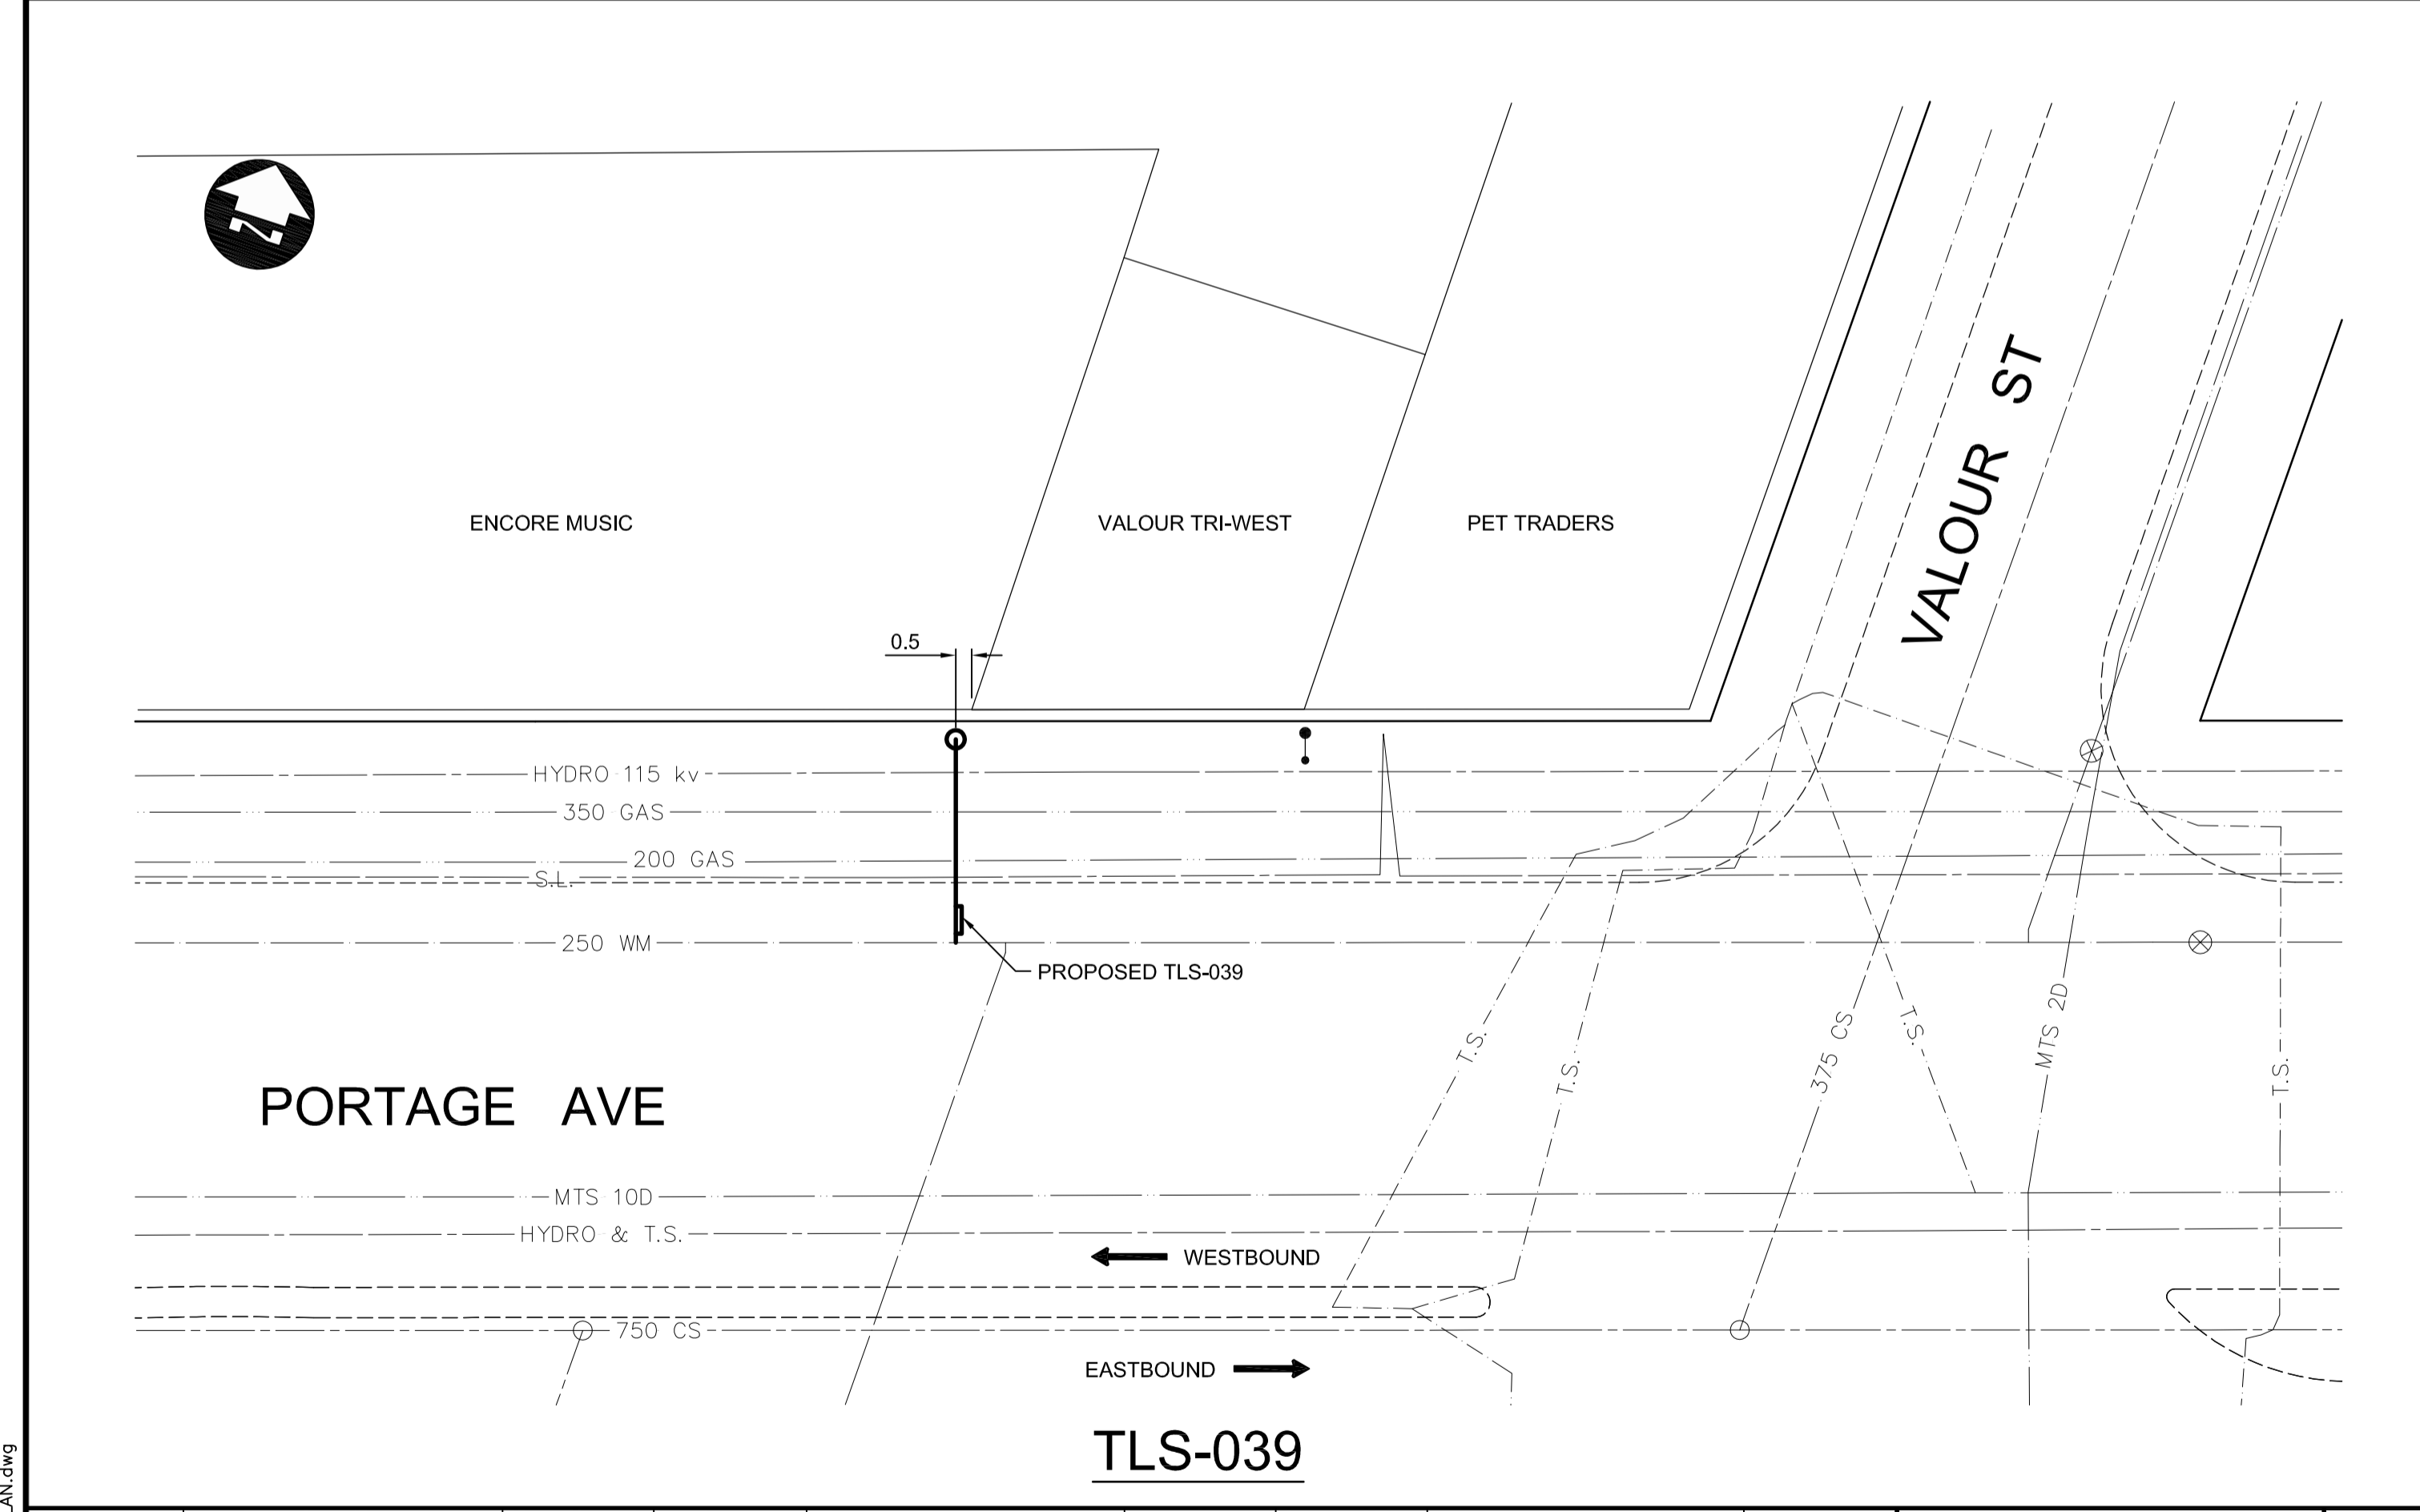 VALOUR ST
ENCORE MUSIC
VALOUR TRI-WEST
PET TRADERS
0.5
HYDRO 115 kv
350 GAS
200 GAS
S.L.
250 WM
PROPOSED TLS-039
T.S.
T.S.
375 CS
T.S.
MTS 2D
T.S.
PORTAGE AVE
MTS 10D
HYDRO & T.S.
WESTBOUND
750 CS
EASTBOUND
TLS-039
AN.dwg